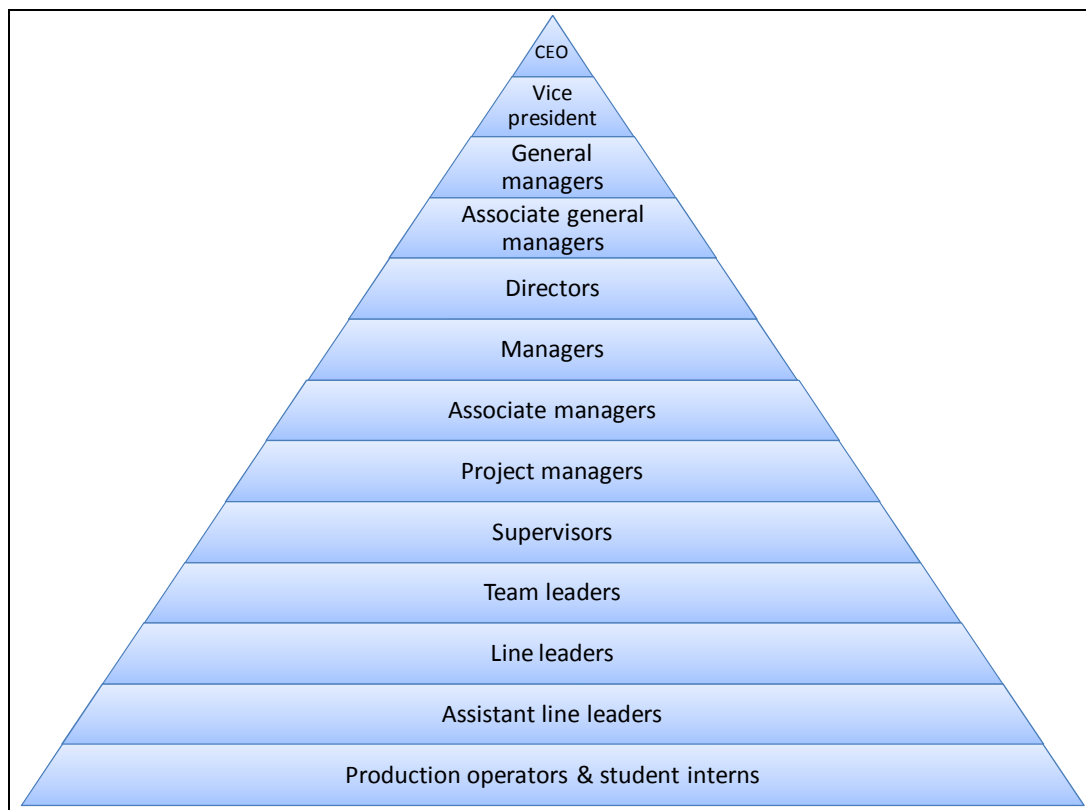 CEO
Vice
president
General
managers
Associate general
managers
Directors
Managers
Associate managers
Project managers
Supervisors
Team leaders
Line leaders
Assistant line leaders
Production operators & student interns